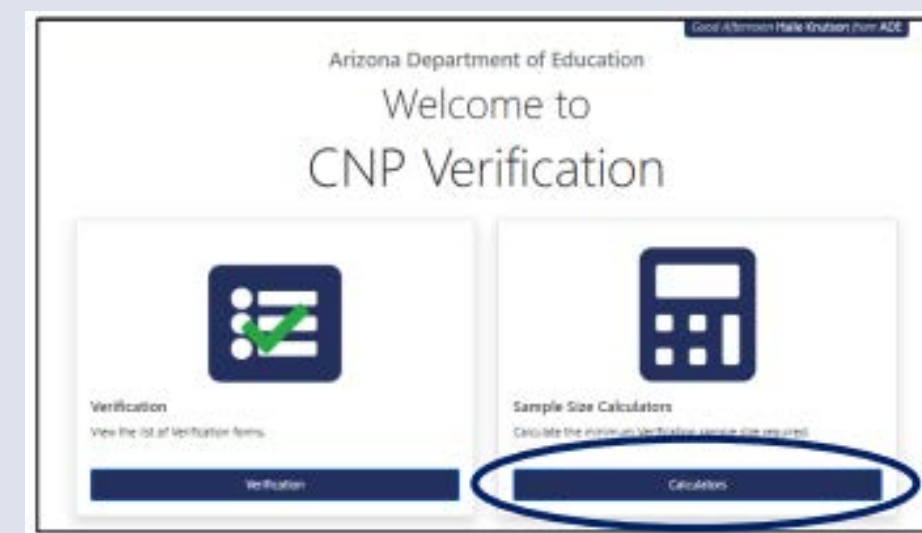 Good Afternoon Haile Knutson from ADE
Arizona Department of Education
Welcome to
CNP Verification
Verification
View the list of Verification forms.
Verification
Sample Size Calculators
Calculate the minimum Verification sample size required.
Calculators